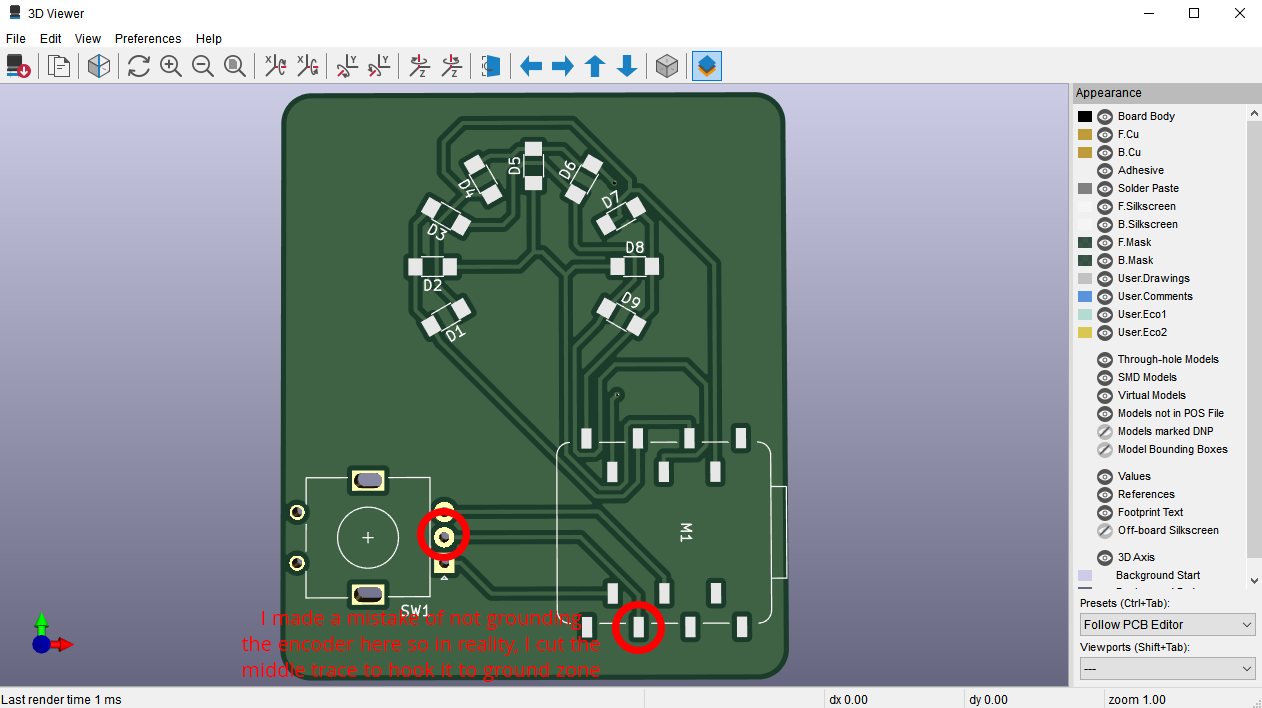 3D Viewer
File Edit View Preferences Help
Appearance
Board Body
F.Cu
B.Cu
Adhesive
Solder Paste
F.Silkscreen
B.Silkscreen
F.Mask
B.Mask
User.Drawings
User.Comments
User.Eco1
User.Eco2
Through-hole Models
SMD Models
Virtual Models
Models not in POS File
Models marked DNP
Model Bounding Boxes
Values
References
Footprint Text
Off-board Silkscreen
3D Axis
Background Start
Presets (Ctrl+Tab):
Follow PCB Editor
Viewports (Shift+Tab):
---
D5
D6
D4
D7
D3
D8
D2
D9
D1
M1
SW1
I made a mistake of not grounding
the encoder here so in reality, I cut the
middle trace to hook it to ground zone
Last render time 1 ms
dx 0.00
dy 0.00
zoom 1.00